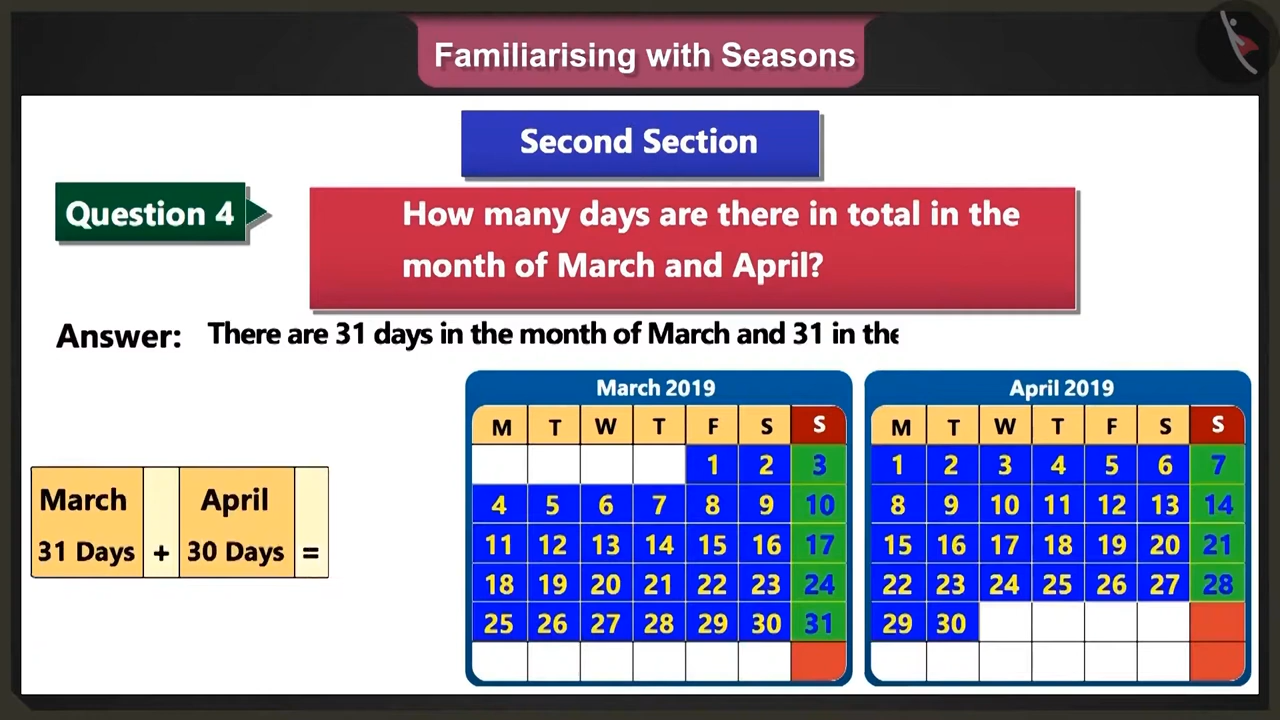 Familiarising with Seasons
Second Section
Question 4
How many days are there in total in the
month of March and April?
Answer: There are 31 days in the month of March and 31 in the
March 2019
M T W T F S S
1 2 3
4 5 6 7 8 9 10
11 12 13 14 15 16 17
18 19 20 21 22 23 24
25 26 27 28 29 30 31
April 2019
M T W T F S S
1 2 3 4 5 6 7
8 9 10 11 12 13 14
15 16 17 18 19 20 21
22 23 24 25 26 27 28
29 30
March April
31 Days + 30 Days =